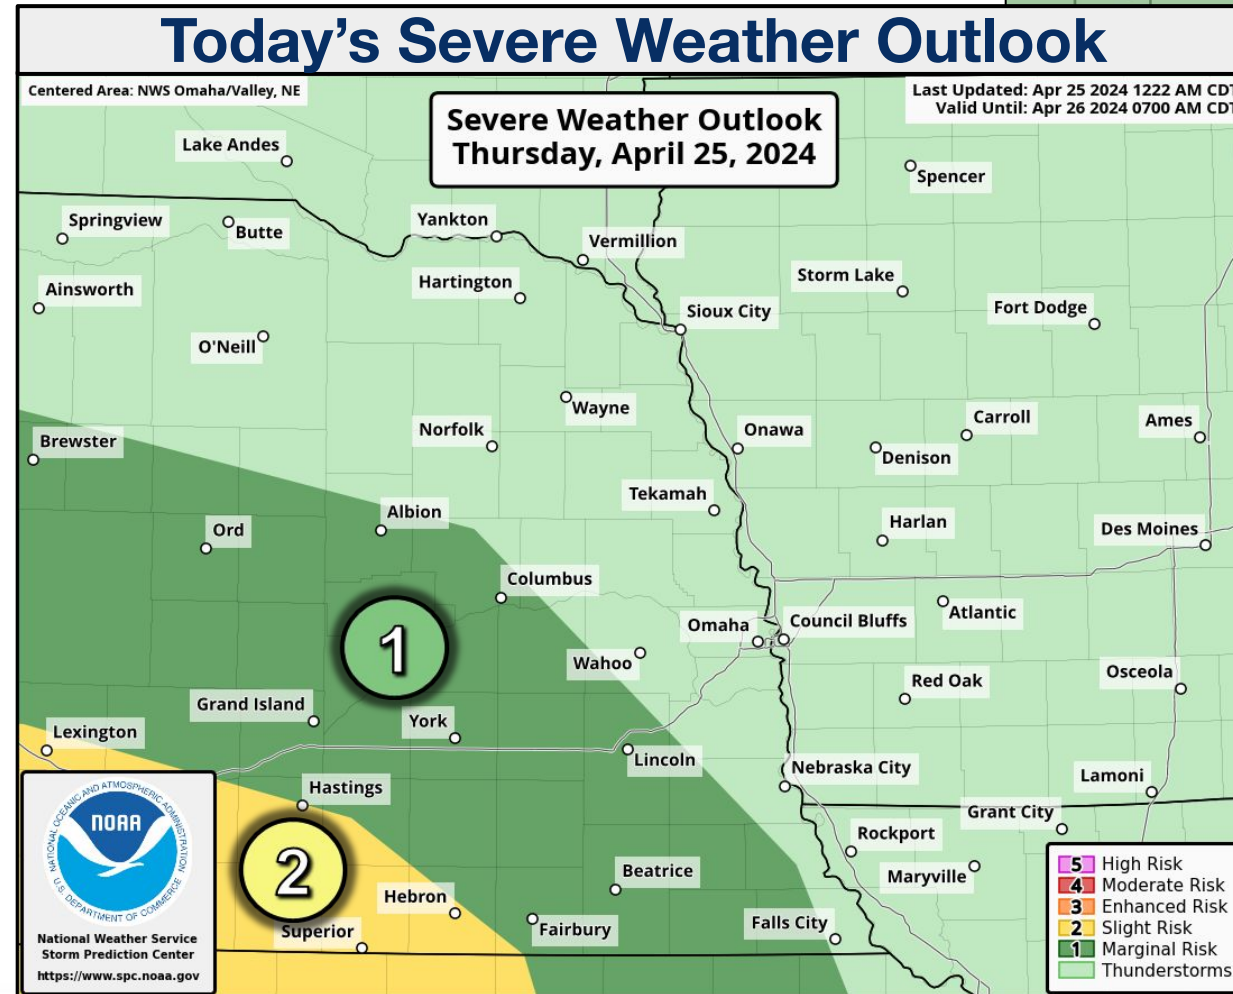 Today's Severe Weather Outlook
Centered Area: NWS Omaha/Valley, NE
Last Updated: Apr 25 2024 1222 AM CDT
Valid Until: Apr 26 2024 0700 AM CDT
Severe Weather Outlook
Thursday, April 25, 2024
Lake Andes
Spencer
Springview
Butte
Yankton
Vermillion
Ainsworth
Hartington
Storm Lake
Sioux City
Fort Dodge
O'Neill
Wayne
Carroll
Ames
Brewster
Norfolk
Onawa
Denison
Tekamah
Albion
Harlan
Des Moines
Ord
Columbus
Atlantic
Omaha
Council Bluffs
1
Wahoo
Red Oak
Osceola
Grand Island
York
Lexington
Lincoln
Nebraska City
Lamoni
Hastings
Grant City
Rockport
2
Beatrice
Maryville
Hebron
Superior
Fairbury
Falls City
NATIONAL OCEANIC AND ATMOSPHERIC ADMINISTRATION
NOAA
U.S. DEPARTMENT OF COMMERCE
National Weather Service
Storm Prediction Center
https://www.spc.noaa.gov
5 High Risk
4 Moderate Risk
3 Enhanced Risk
2 Slight Risk
1 Marginal Risk
Thunderstorms